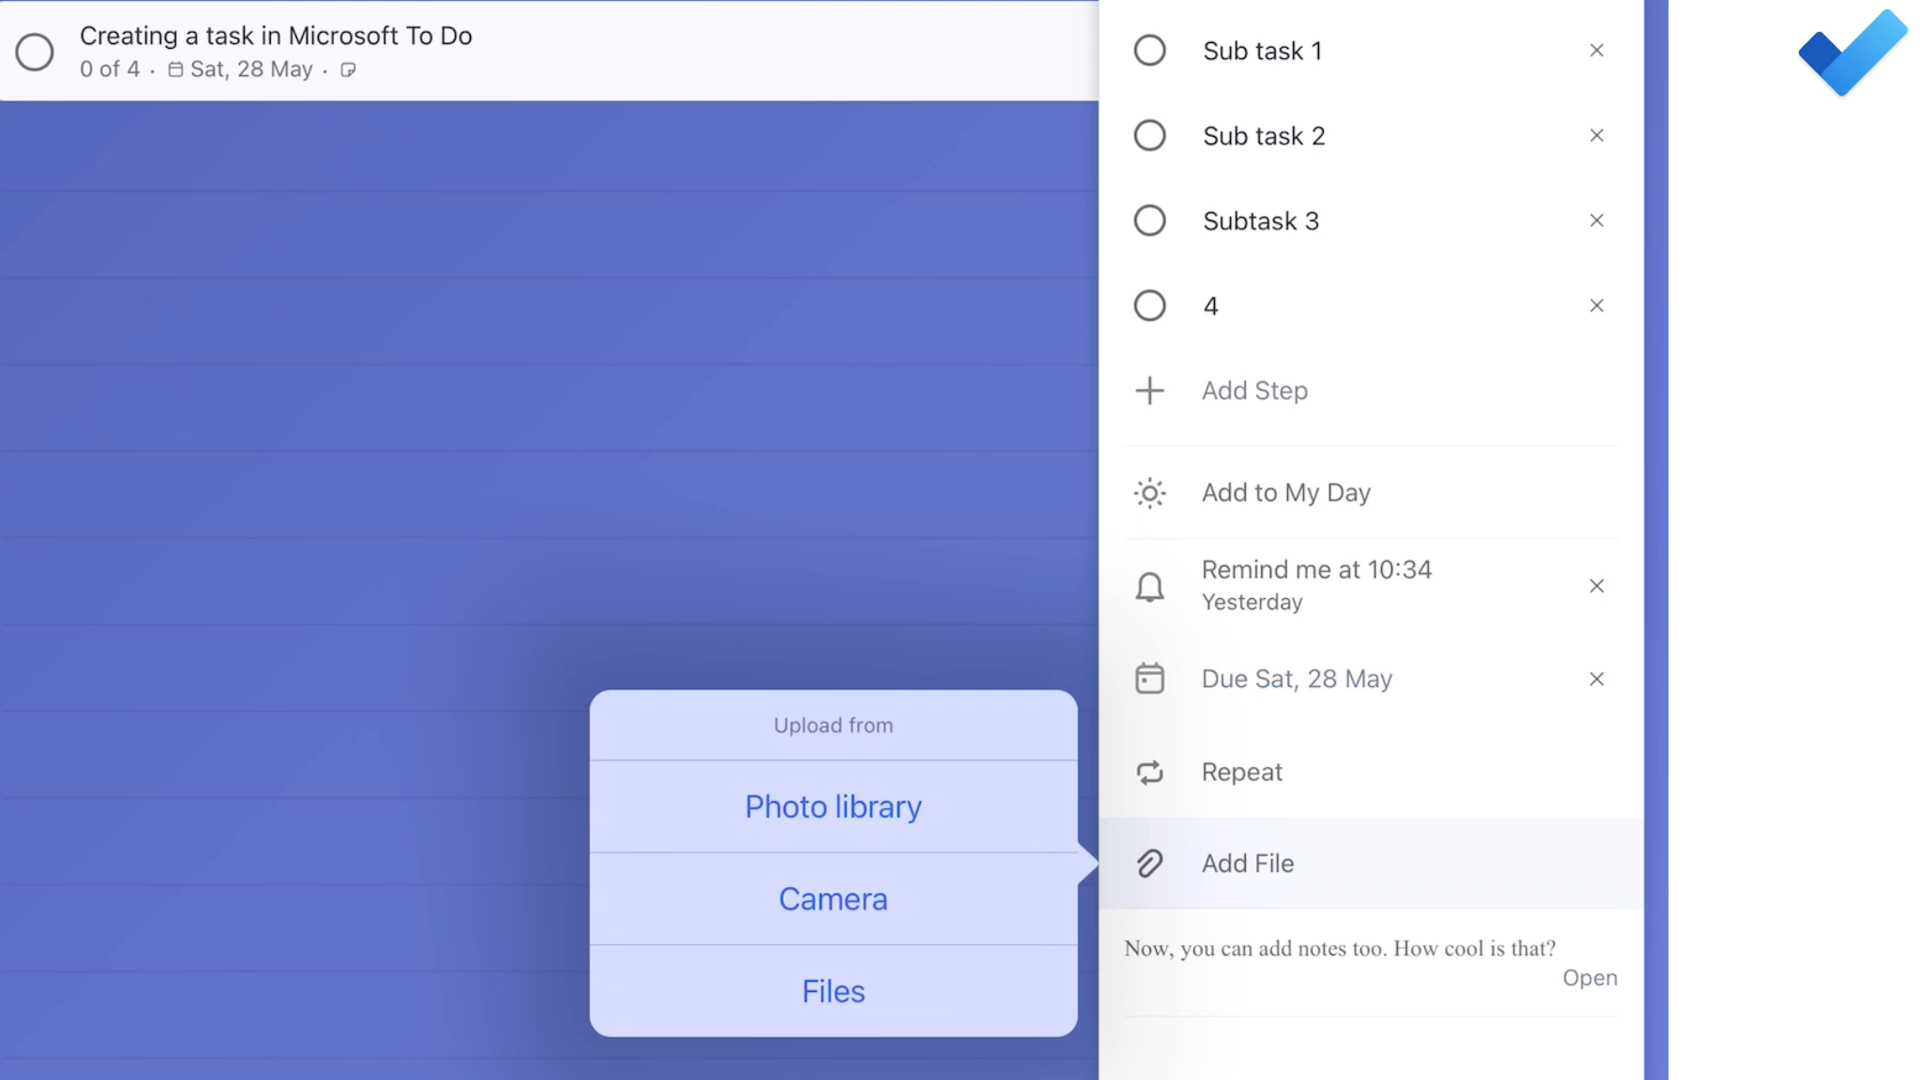 Creating a task in Microsoft To Do
0 of 4 · Sat, 28 May ·
Sub task 1
Sub task 2
Subtask 3
4
Add Step
Add to My Day
Remind me at 10:34
Yesterday
Due Sat, 28 May
Repeat
Add File
Upload from
Photo library
Camera
Files
Now, you can add notes too. How cool is that?
Open